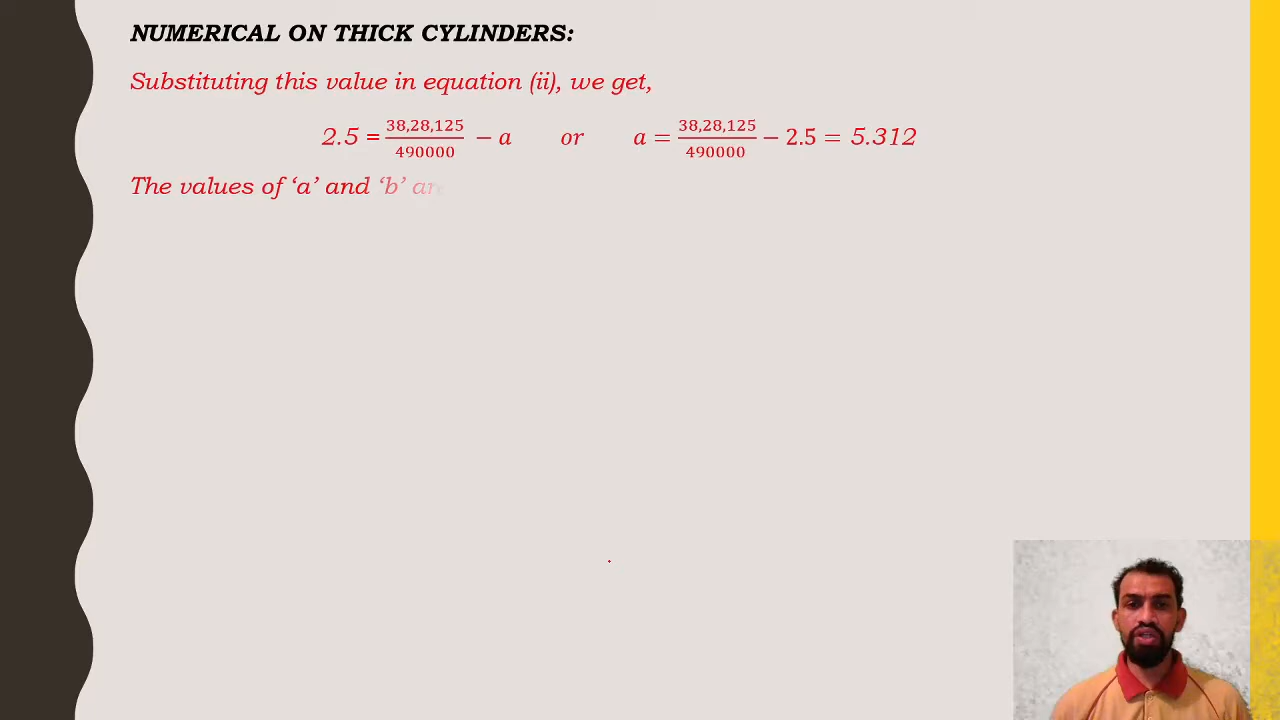 NUMERICAL ON THICK CYLINDERS:
Substituting this value in equation (ii), we get,
2.5 = 38,28,125/490000 − a or a = 38,28,125/490000 − 2.5 = 5.312
The values of ‘a’ and ‘b’ are